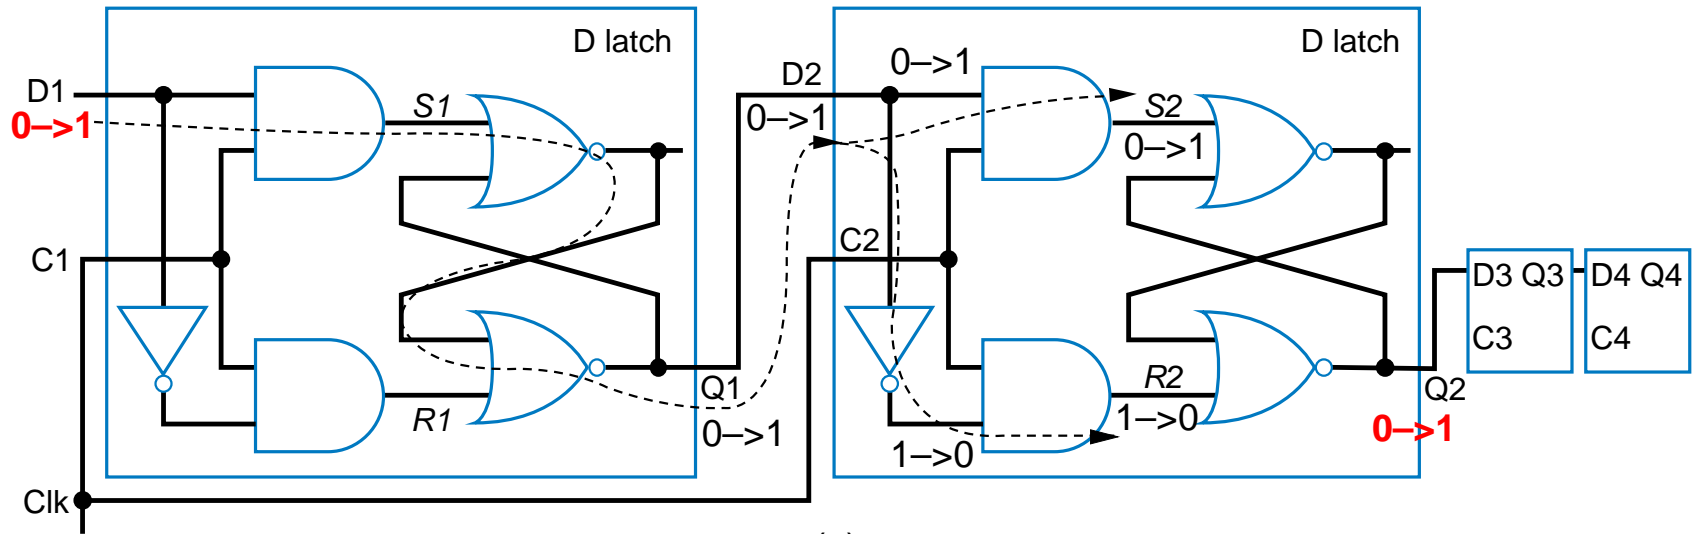 D latch
D1
0–>1
S1
C1
R1
Q1
0–>1
Clk
D2
0–>1
D latch
0–>1
S2
0–>1
C2
R2
1–>0
1–>0
Q2
0–>1
D3 Q3
C3
D4 Q4
C4